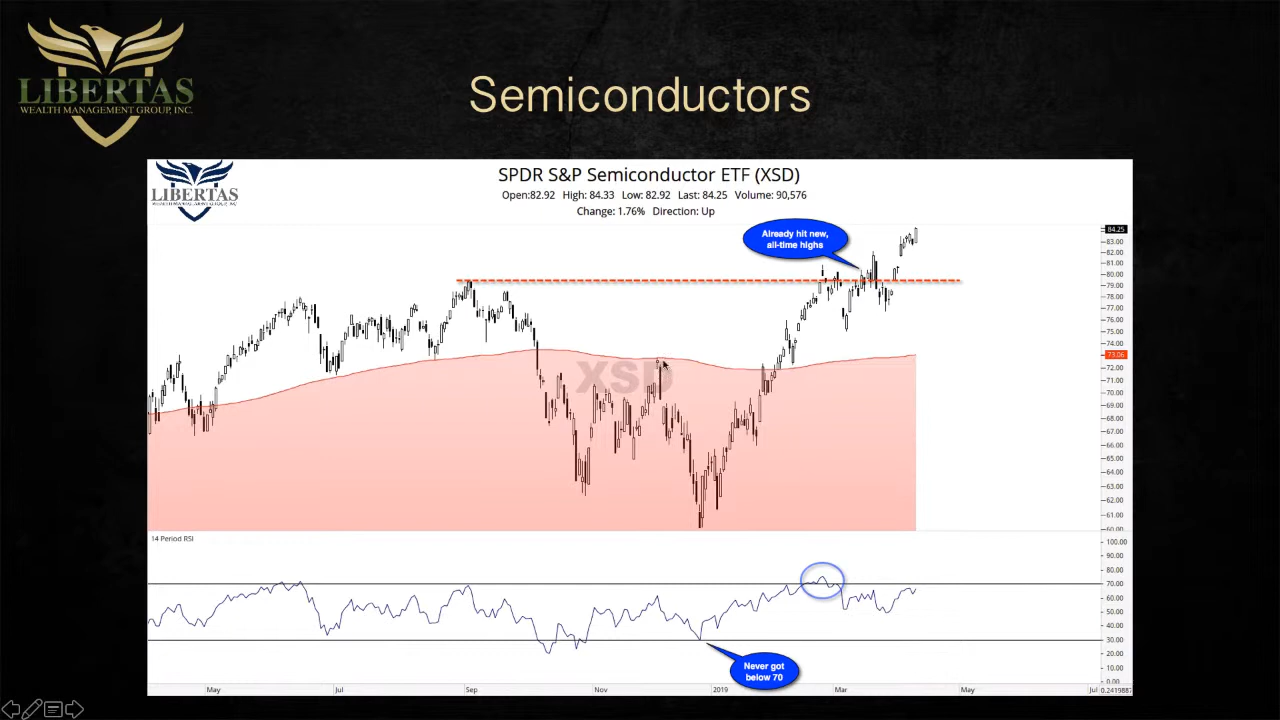 LIBERTAS
WEALTH MANAGEMENT GROUP, INC.
Semiconductors
LIBERTAS
WEALTH MANAGEMENT GROUP, INC.
SPDR S&P Semiconductor ETF (XSD)
Open:82.92 High: 84.33 Low: 82.92 Last: 84.25 Volume: 90,576
Change: 1.76% Direction: Up
Already hit new,
all-time highs
XSD
84.25
83.00
82.00
81.00
80.00
79.00
78.00
77.00
76.00
75.00
74.00
73.06
72.00
71.00
70.00
69.00
68.00
67.00
66.00
65.00
64.00
63.00
62.00
61.00
60.00
14 Period RSI
100.00
90.00
80.00
70.00
60.00
50.00
40.00
30.00
20.00
10.00
0.00
Never got
below 70
May Jul Sep Nov 2019 Mar May Jul 0.2419887